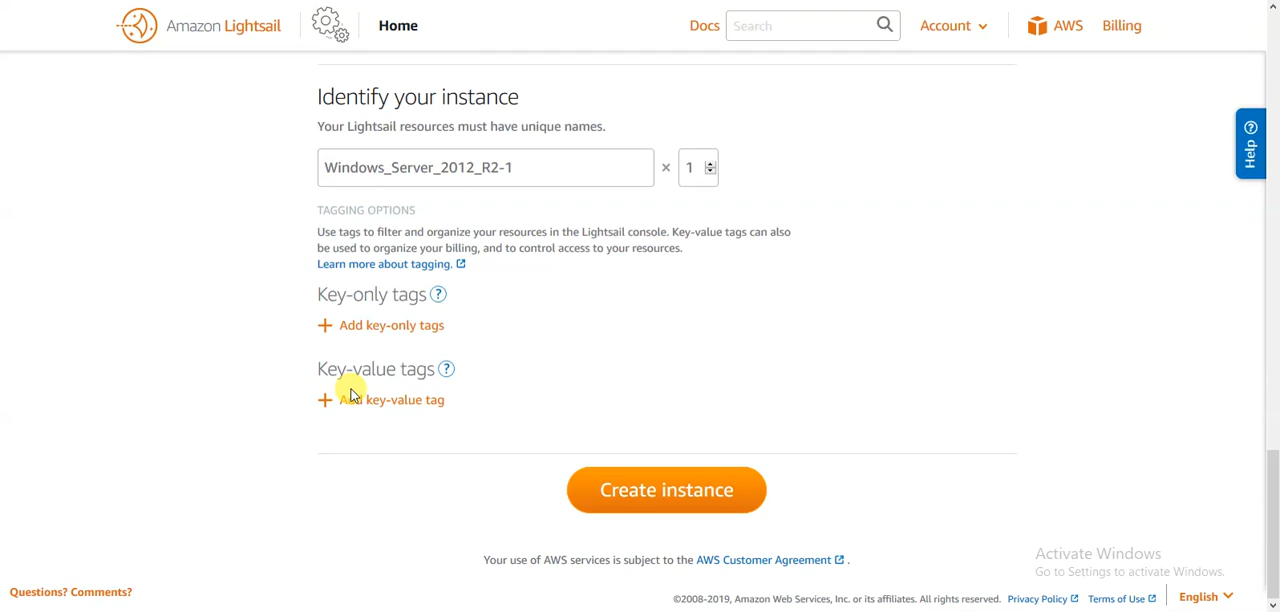 Amazon Lightsail
Home
Docs
Search
Account
AWS
Billing
Identify your instance
Your Lightsail resources must have unique names.
Windows_Server_2012_R2-1
×
1
TAGGING OPTIONS
Use tags to filter and organize your resources in the Lightsail console. Key-value tags can also
be used to organize your billing, and to control access to your resources.
Learn more about tagging.
Key-only tags ?
+ Add key-only tags
Key-value tags ?
+ Add key-value tag
Create instance
Your use of AWS services is subject to the AWS Customer Agreement .
Help ?
Activate Windows
Go to Settings to activate Windows.
Questions? Comments?
©2008-2019, Amazon Web Services, Inc. or its affiliates. All rights reserved.
Privacy Policy
Terms of Use
English